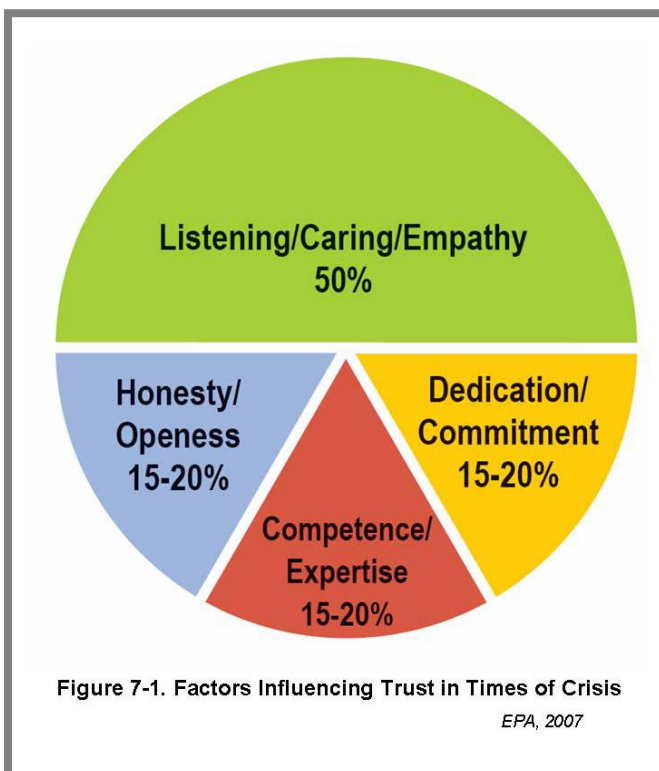 Listening/Caring/Empathy
50%
Honesty/
Openess
15-20%
Dedication/
Commitment
15-20%
Competence/
Expertise
15-20%
Figure 7-1. Factors Influencing Trust in Times of Crisis
EPA, 2007